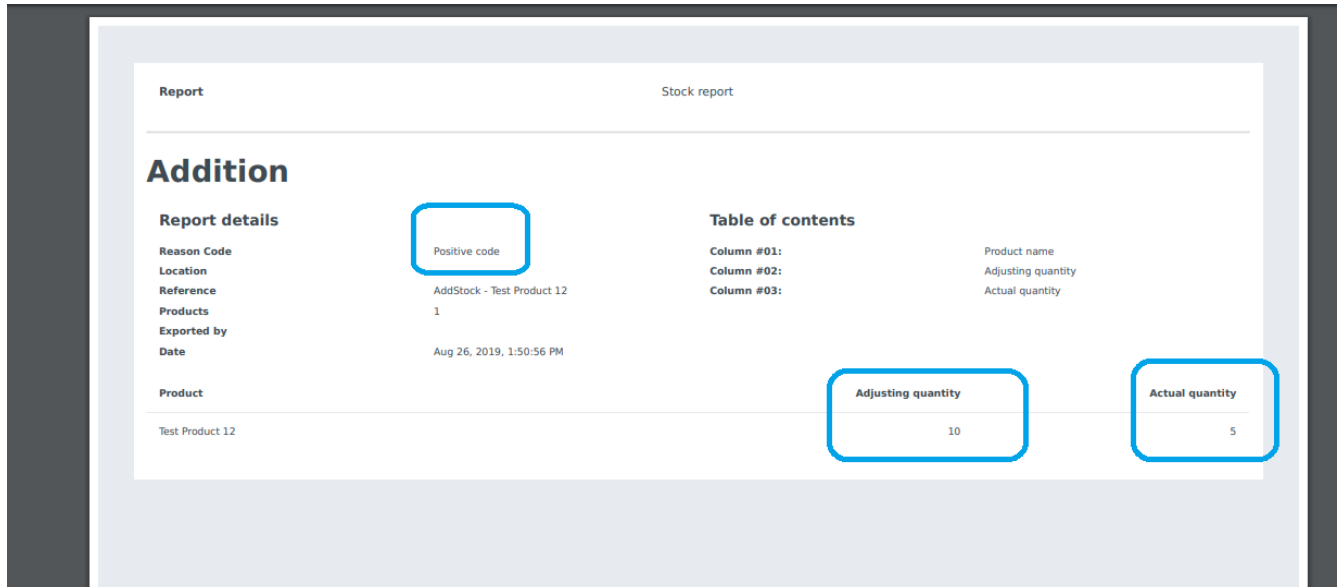 Report Stock report
Addition
Report details
Reason Code Positive code
Location
Reference AddStock - Test Product 12
Products 1
Exported by
Date Aug 26, 2019, 1:50:56 PM
Table of contents
Column #01: Product name
Column #02: Adjusting quantity
Column #03: Actual quantity
Product Adjusting quantity Actual quantity
Test Product 12 10 5